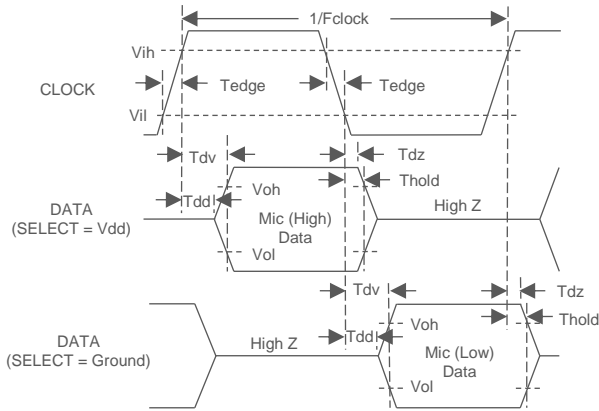 1/Fclock
Vih
Tedge
Tedge
CLOCK
Vil
Tdv
Tdz
Voh
Thold
Tdd
DATA
(SELECT = Vdd)
Mic (High)
Data
High Z
Vol
Tdv
Tdz
Voh
Thold
Tdd
DATA
(SELECT = Ground)
High Z
Mic (Low)
Data
Vol